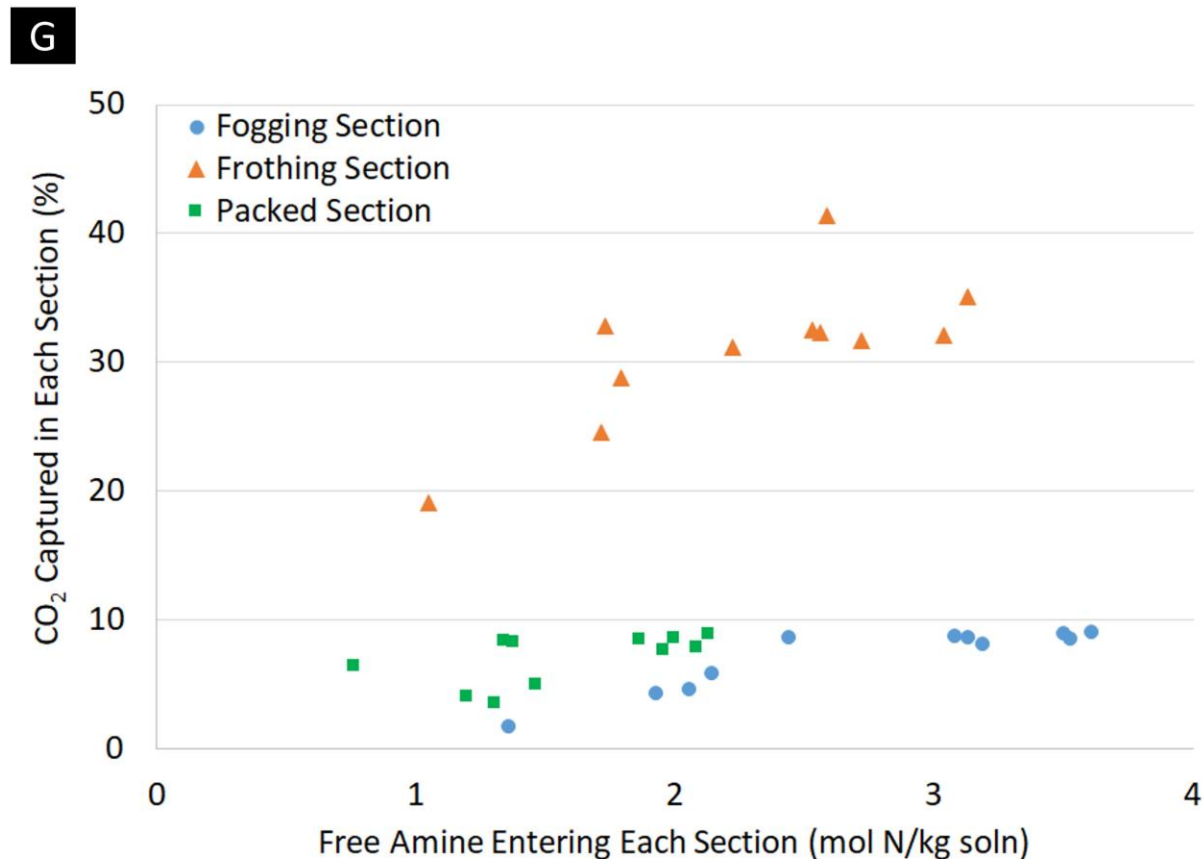 G
50
Fogging Section
Frothing Section
Packed Section
40
30
20
10
0
CO₂ Captured in Each Section (%)
0 1 2 3 4
Free Amine Entering Each Section (mol N/kg soln)